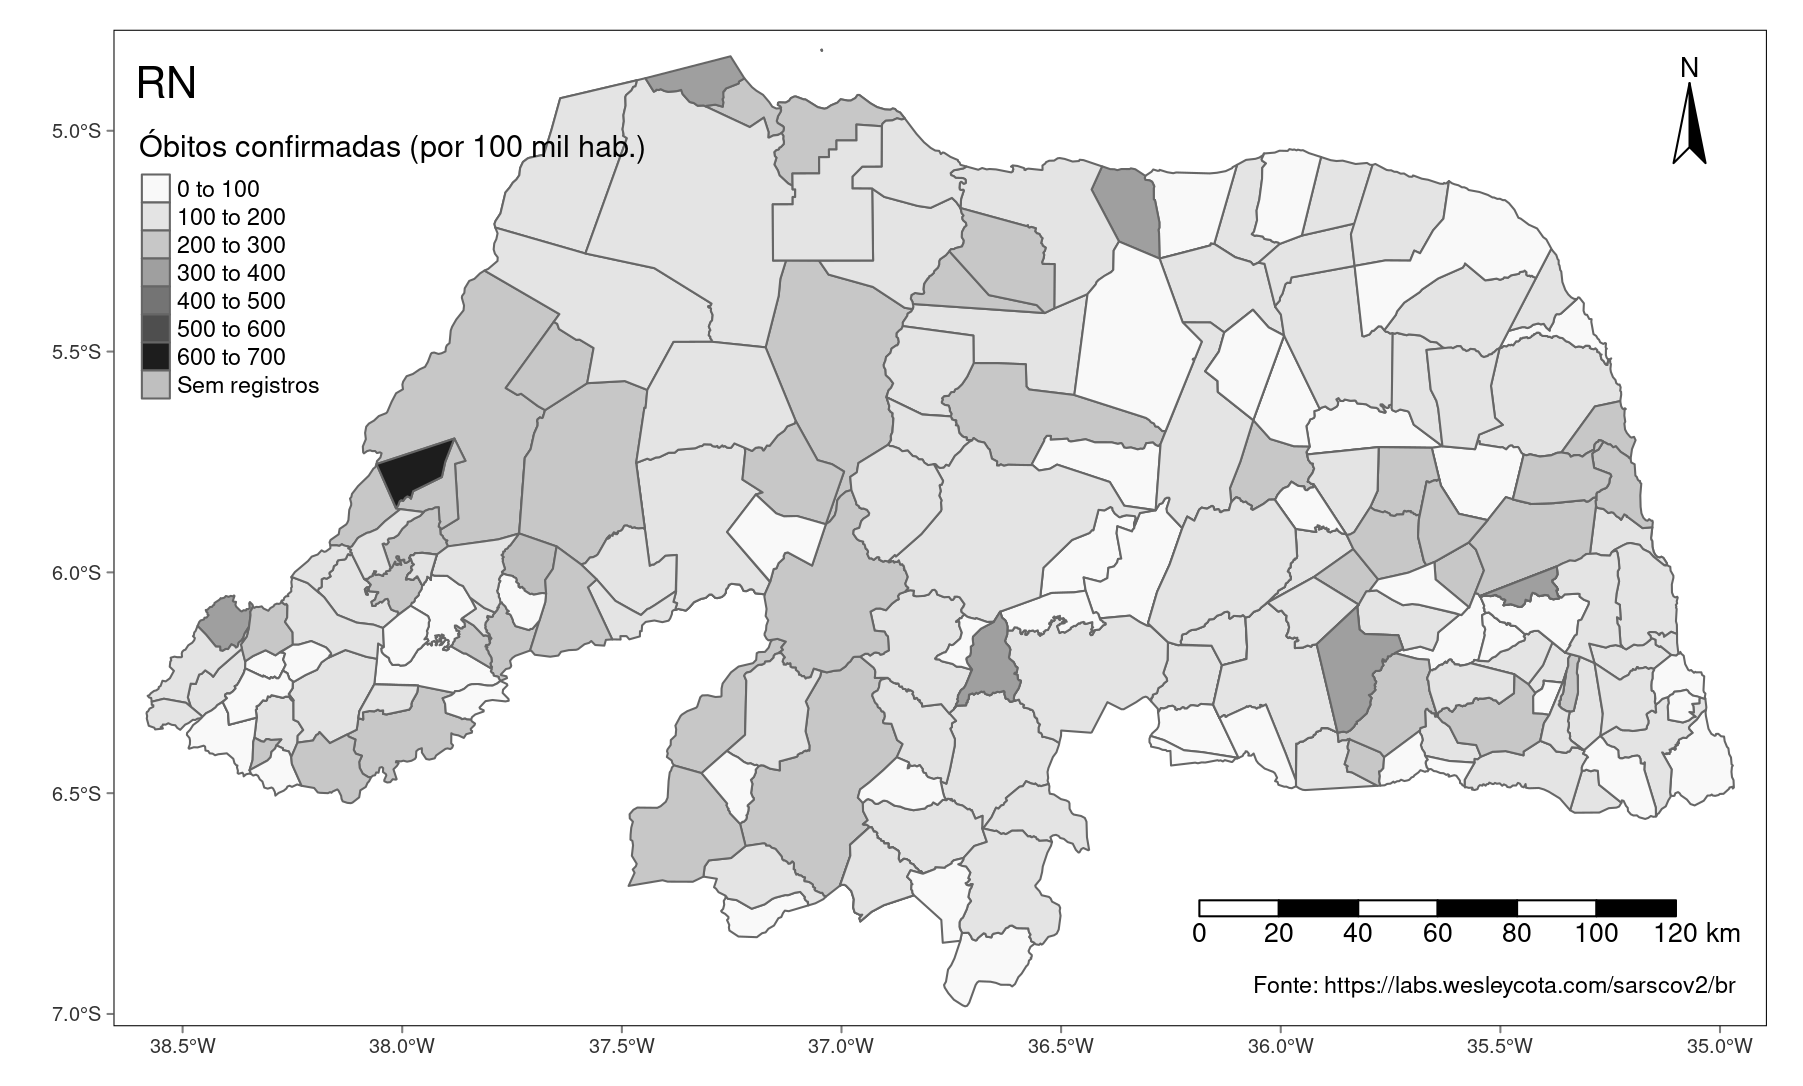 RN
N
Óbitos confirmadas (por 100 mil hab.)
0 to 100
100 to 200
200 to 300
300 to 400
400 to 500
500 to 600
600 to 700
Sem registros
5.0°S
5.5°S
6.0°S
6.5°S
7.0°S
0 20 40 60 80 100 120 km
Fonte: https://labs.wesleycota.com/sarscov2/br
38.5°W 38.0°W 37.5°W 37.0°W 36.5°W 36.0°W 35.5°W 35.0°W